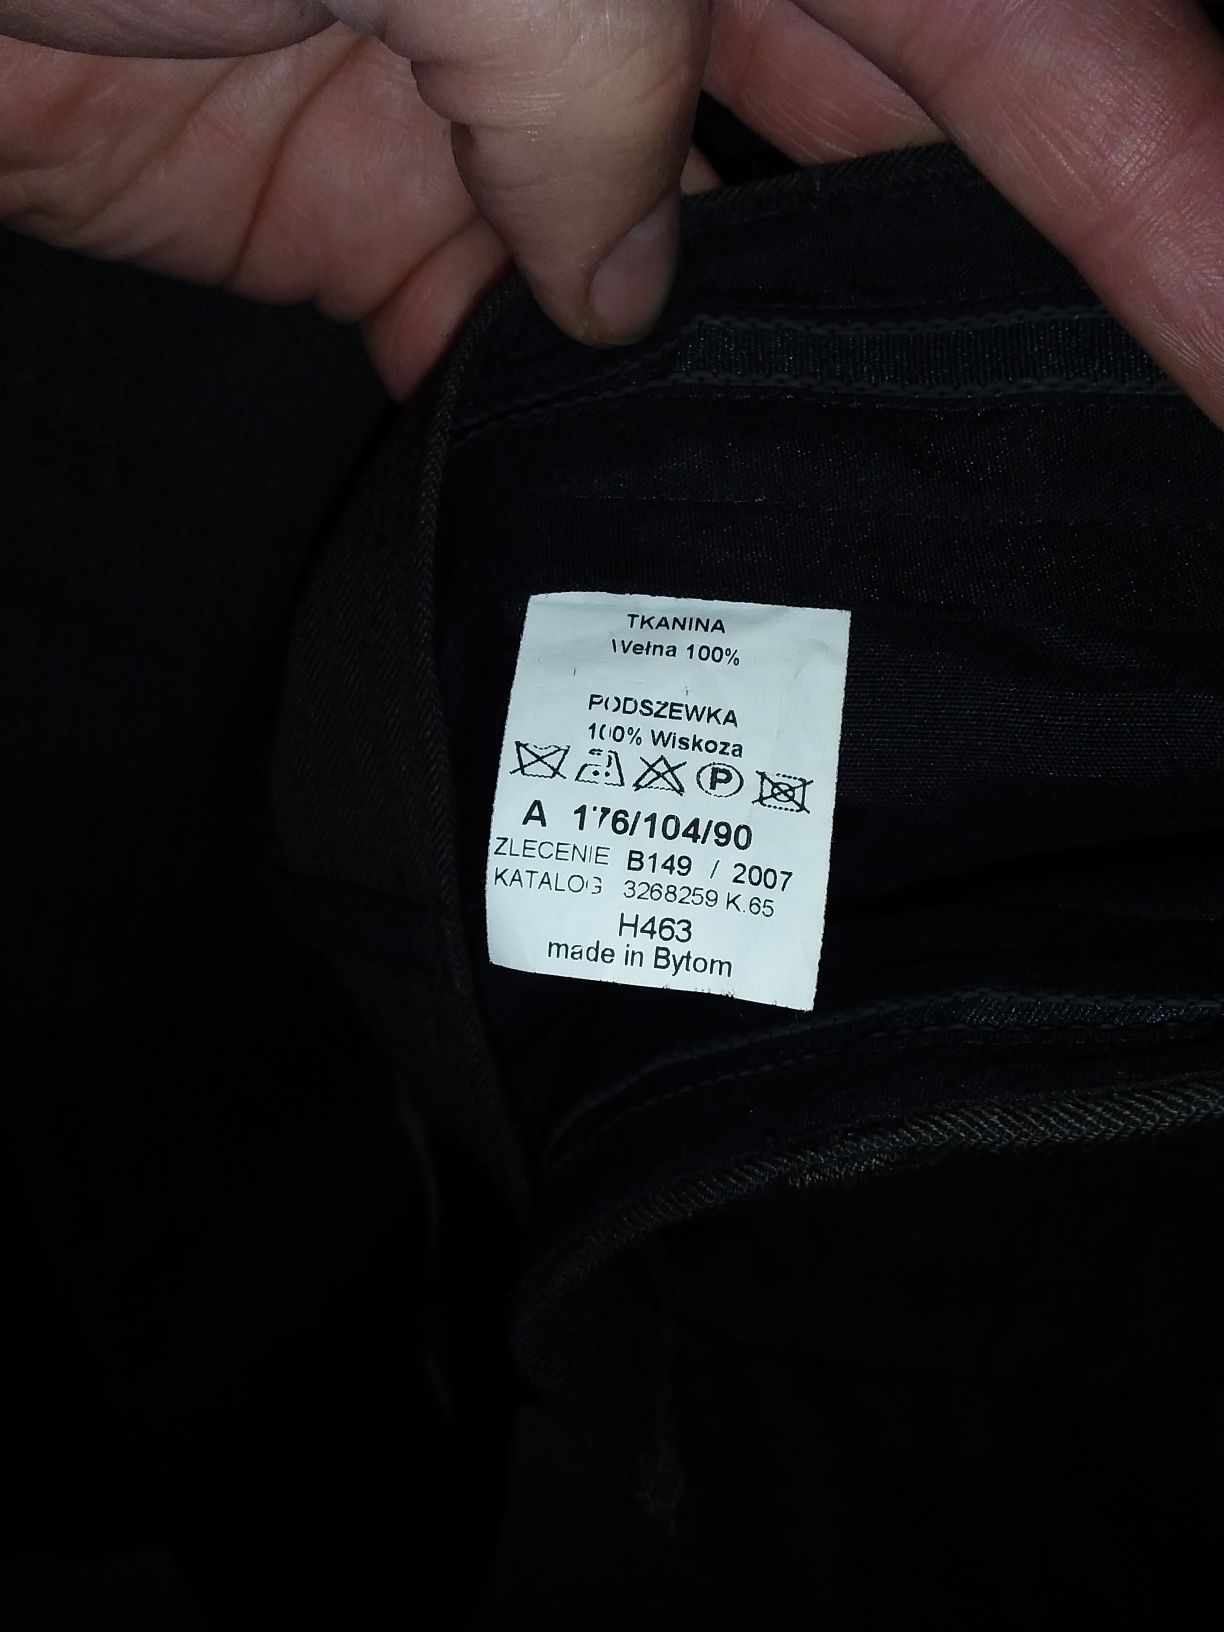 TKANINA
Wełna 100%
PODSZEWKA
100% Wiskoza
P
A 176/104/90
ZLECENIE B149 / 2007
KATALOG 3268259 K.65
H463
made in Bytom